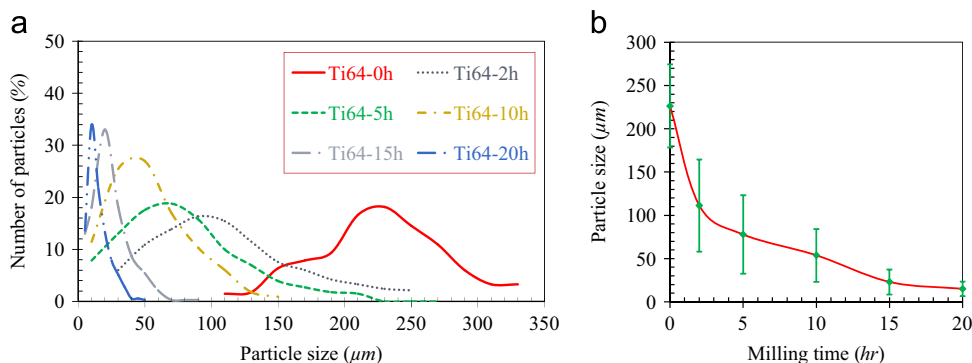 a
50
40
30
20
10
0
Number of particles (%)
Ti64-0h
Ti64-2h
Ti64-5h
Ti64-10h
Ti64-15h
Ti64-20h
0
50
100
150
200
250
300
350
Particle size (μm)
b
300
250
200
150
100
50
0
Particle size (μm)
0
5
10
15
20
Milling time (hr)